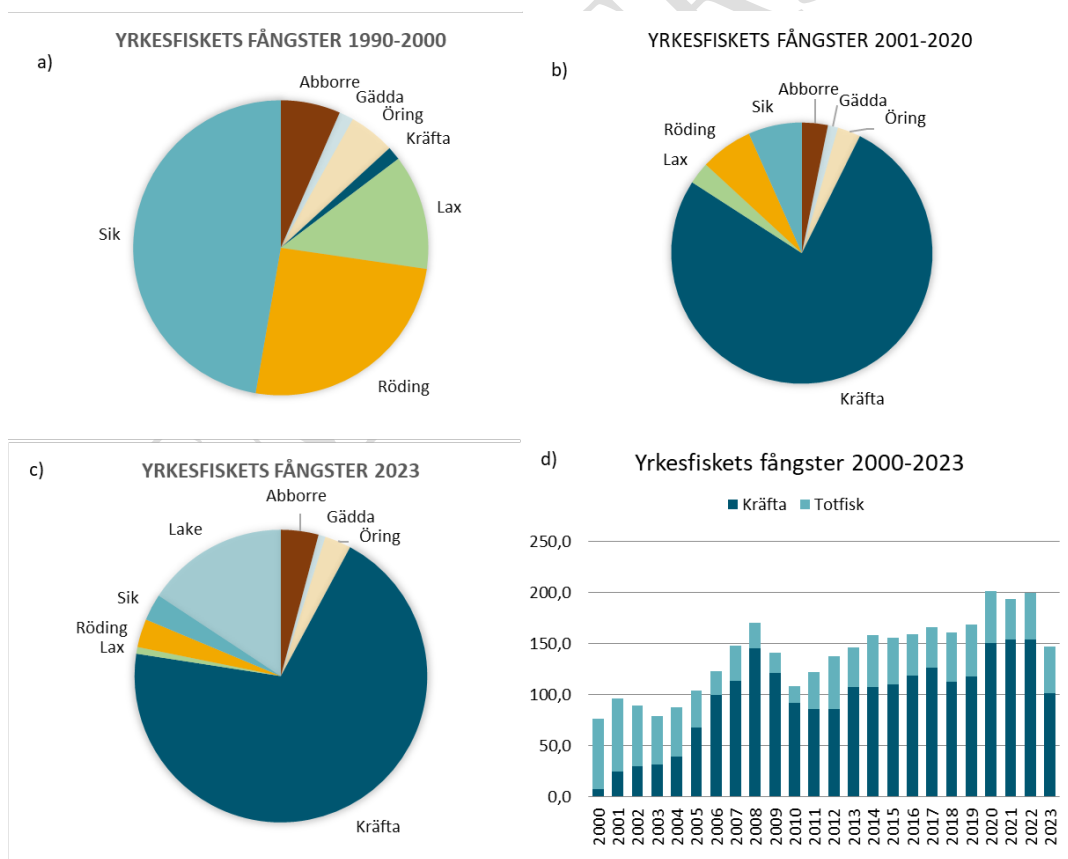 YRKESFISKETS FÅNGSTER 1990-2000
a)
Abborre
Gädda
Öring
Kräfta
Lax
Sik
Röding
YRKESFISKETS FÅNGSTER 2001-2020
b)
Abborre
Gädda
Sik
Öring
Röding
Lax
Kräfta
c)
YRKESFISKETS FÅNGSTER 2023
Abborre
Gädda
Lake
Öring
Sik
Röding
Lax
Kräfta
d)
Yrkesfiskets fångster 2000-2023
Kräfta Totfisk
250,0
200,0
150,0
100,0
50,0
0,0
2000 2001 2002 2003 2004 2005 2006 2007 2008 2009 2010 2011 2012 2013 2014 2015 2016 2017 2018 2019 2020 2021 2022 2023